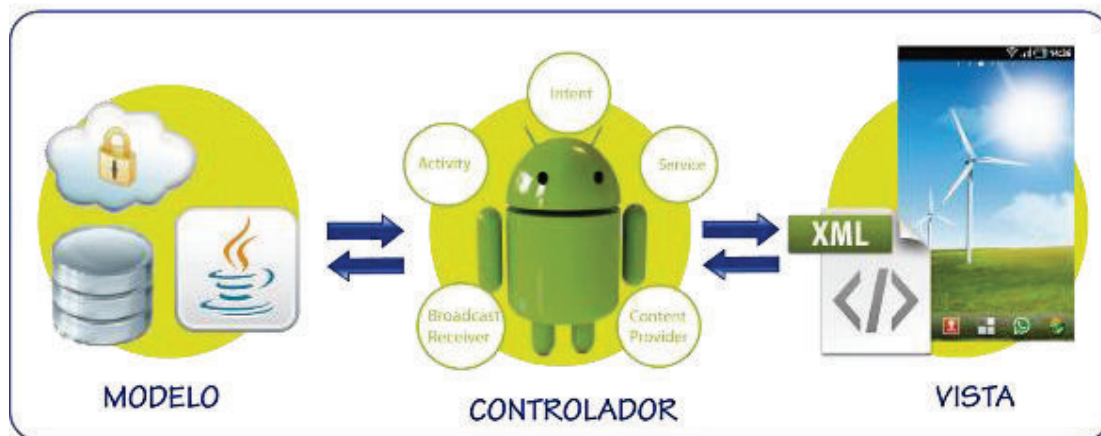 Intent
Activity
Service
XML
</>
Broadcast
Receiver
Content
Provider
MODELO
CONTROLADOR
VISTA